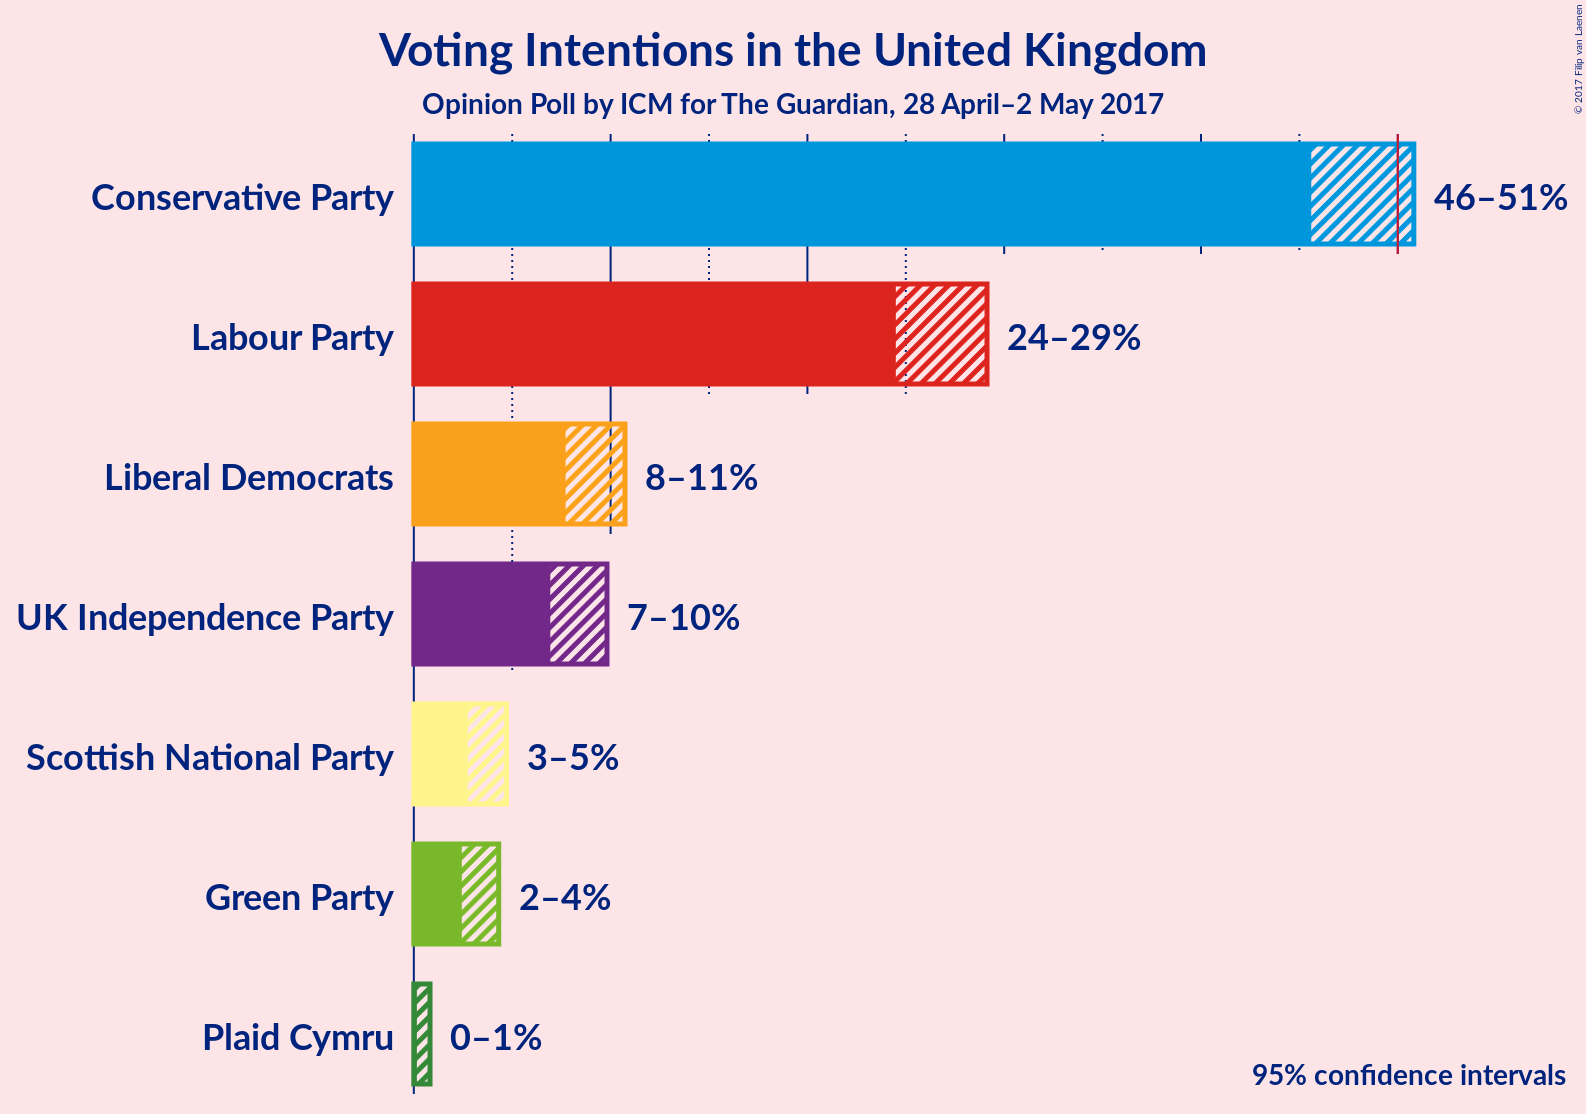 Voting Intentions in the United Kingdom
Opinion Poll by ICM for The Guardian, 28 April–2 May 2017
© 2017 Filip van Laenen
Conservative Party 46–51%
Labour Party 24–29%
Liberal Democrats 8–11%
UK Independence Party 7–10%
Scottish National Party 3–5%
Green Party 2–4%
Plaid Cymru 0–1%
95% confidence intervals